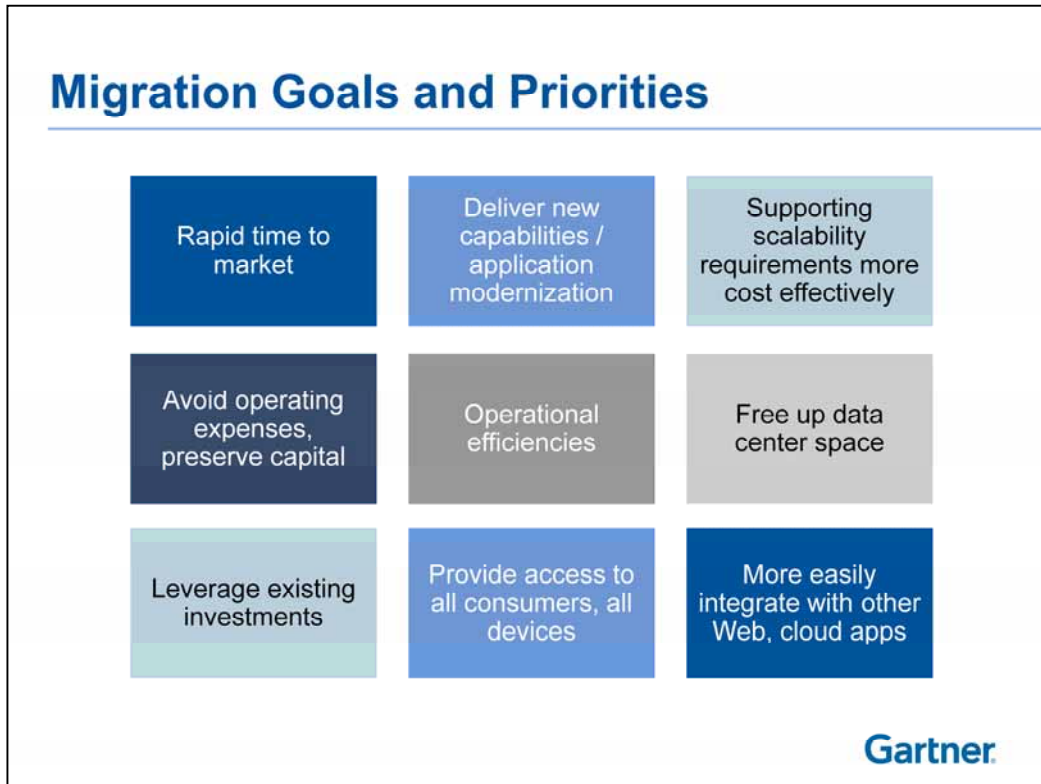 Migration Goals and Priorities
Rapid time to
market
Deliver new
capabilities /
application
modernization
Supporting
scalability
requirements more
cost effectively
Avoid operating
expenses,
preserve capital
Operational
efficiencies
Free up data
center space
Leverage existing
investments
Provide access to
all consumers, all
devices
More easily
integrate with other
Web, cloud apps
Gartner